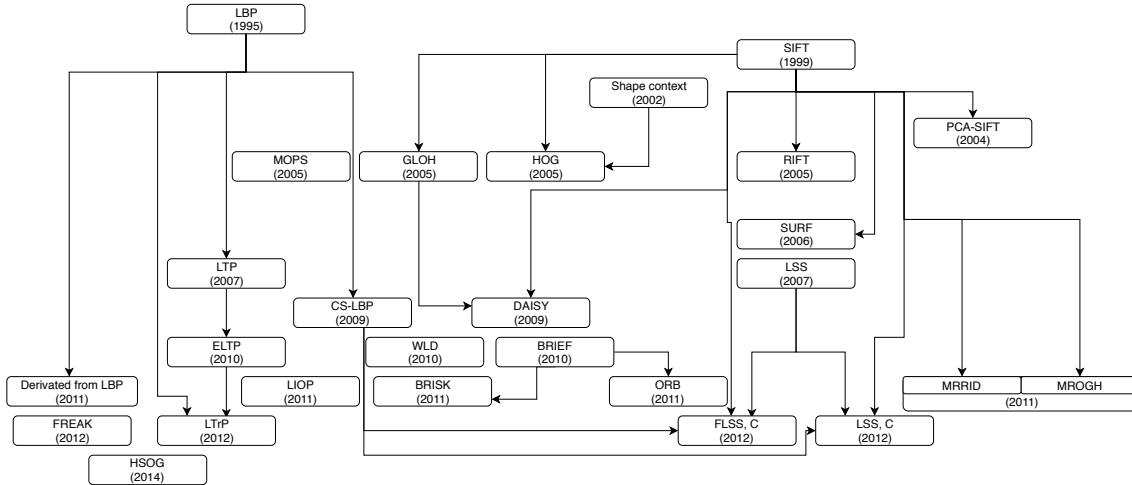 LBP
(1995)
SIFT
(1999)
Shape context
(2002)
PCA-SIFT
(2004)
MOPS
(2005)
GLOH
(2005)
HOG
(2005)
RIFT
(2005)
SURF
(2006)
LTP
(2007)
LSS
(2007)
CS-LBP
(2009)
DAISY
(2009)
ELTP
(2010)
WLD
(2010)
BRIEF
(2010)
Derivated from LBP
(2011)
LIOP
(2011)
BRISK
(2011)
ORB
(2011)
MRRID
MROGH
(2011)
FREAK
(2012)
LTrP
(2012)
FLSS, C
(2012)
LSS, C
(2012)
HSOG
(2014)